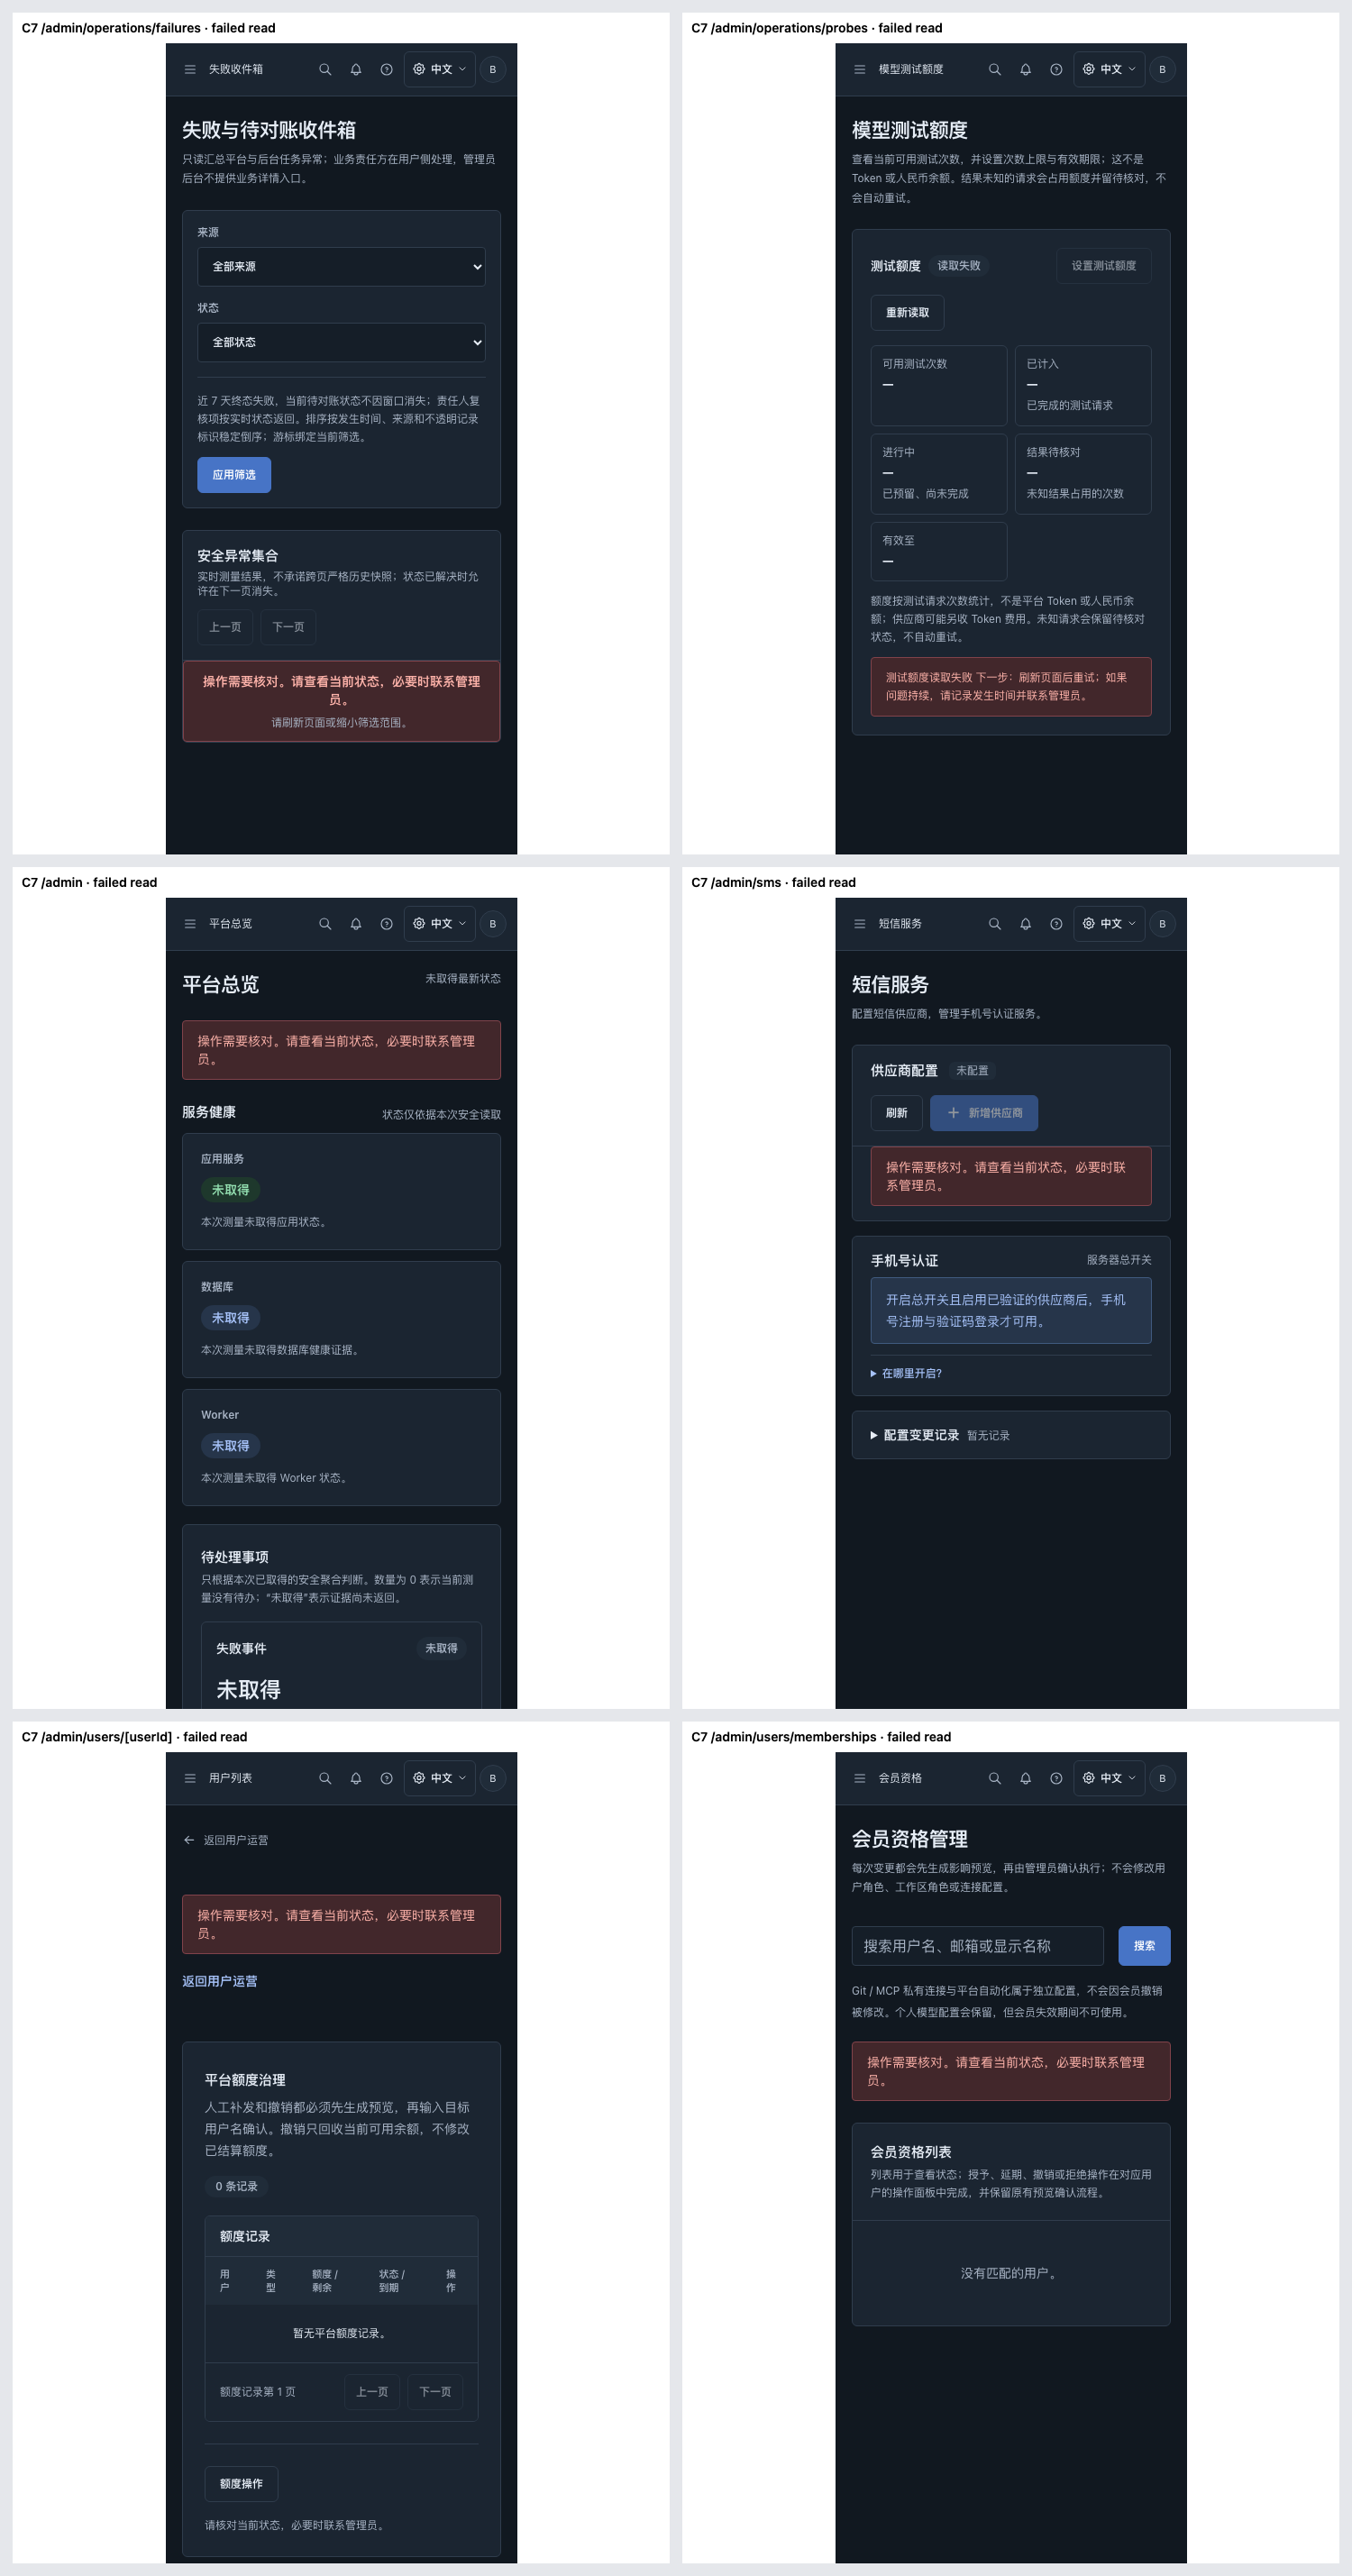 C7 /admin/operations/failures · failed read
失败收件箱
中文
B
失败与待对账收件箱
只读汇总平台与后台任务异常；业务责任方在用户侧处理，管理员
后台不提供业务详情入口。
来源
全部来源
状态
全部状态
近 7 天终态失败，当前待对账状态不因窗口消失；责任人复
核项按实时状态返回。排序按发生时间、来源和不透明记录
标识稳定倒序；游标绑定当前筛选。
应用筛选
安全异常集合
实时测量结果，不承诺跨页严格历史快照；状态已解决时允
许在下一页消失。
上一页
下一页
操作需要核对。请查看当前状态，必要时联系管理
员。
请刷新页面或缩小筛选范围。
C7 /admin/operations/probes · failed read
模型测试额度
中文
B
模型测试额度
查看当前可用测试次数，并设置次数上限与有效期限；这不是
Token 或人民币余额。结果未知的请求会占用额度并留待核对，不
会自动重试。
测试额度
读取失败
设置测试额度
重新读取
可用测试次数
—
已计入
—
已完成的测试请求
进行中
—
已预留、尚未完成
结果待核对
—
未知结果占用的次数
有效至
—
额度按测试请求次数统计，不是平台 Token 或人民币余
额；供应商可能另收 Token 费用。未知请求会保留待核对
状态，不自动重试。
测试额度读取失败 下一步：刷新页面后重试；如果
问题持续，请记录发生时间并联系管理员。
C7 /admin · failed read
平台总览
中文
B
平台总览
未取得最新状态
操作需要核对。请查看当前状态，必要时联系管理
员。
服务健康
状态仅依据本次安全读取
应用服务
未取得
本次测量未取得应用状态。
数据库
未取得
本次测量未取得数据库健康证据。
Worker
未取得
本次测量未取得 Worker 状态。
待处理事项
只根据本次已取得的安全聚合判断。数量为 0 表示当前测
量没有待办；“未取得”表示证据尚未返回。
失败事件
未取得
未取得
C7 /admin/sms · failed read
短信服务
中文
B
短信服务
配置短信供应商，管理手机号认证服务。
供应商配置
未配置
刷新
新增供应商
操作需要核对。请查看当前状态，必要时联
系管理员。
手机号认证
服务器总开关
开启总开关且启用已验证的供应商后，手机
号注册与验证码登录才可用。
在哪里开启?
配置变更记录 暂无记录
C7 /admin/users/[userId] · failed read
用户列表
中文
B
返回用户运营
操作需要核对。请查看当前状态，必要时联系管理
员。
返回用户运营
平台额度治理
人工补发和撤销都必须先生成预览，再输入目标
用户名确认。撤销只回收当前可用余额，不修改
已结算额度。
0 条记录
额度记录
用户
类型
额度 / 剩余
状态 / 到期
操作
暂无平台额度记录。
额度记录第 1 页
上一页
下一页
额度操作
请核对当前状态，必要时联系管理员。
C7 /admin/users/memberships · failed read
会员资格
中文
B
会员资格管理
每次变更都会先生成影响预览，再由管理员确认执行；不会修改用
户角色、工作区角色或连接配置。
搜索用户名、邮箱或显示名称
搜索
Git / MCP 私有连接与平台自动化属于独立配置，不会因会员撤销
被修改。个人模型配置会保留，但会员失效期间不可使用。
操作需要核对。请查看当前状态，必要时联系管理
员。
会员资格列表
列表用于查看状态；授予、延期、撤销或拒绝操作在对应用
户的操作面板中完成，并保留原有预览确认流程。
没有匹配的用户。